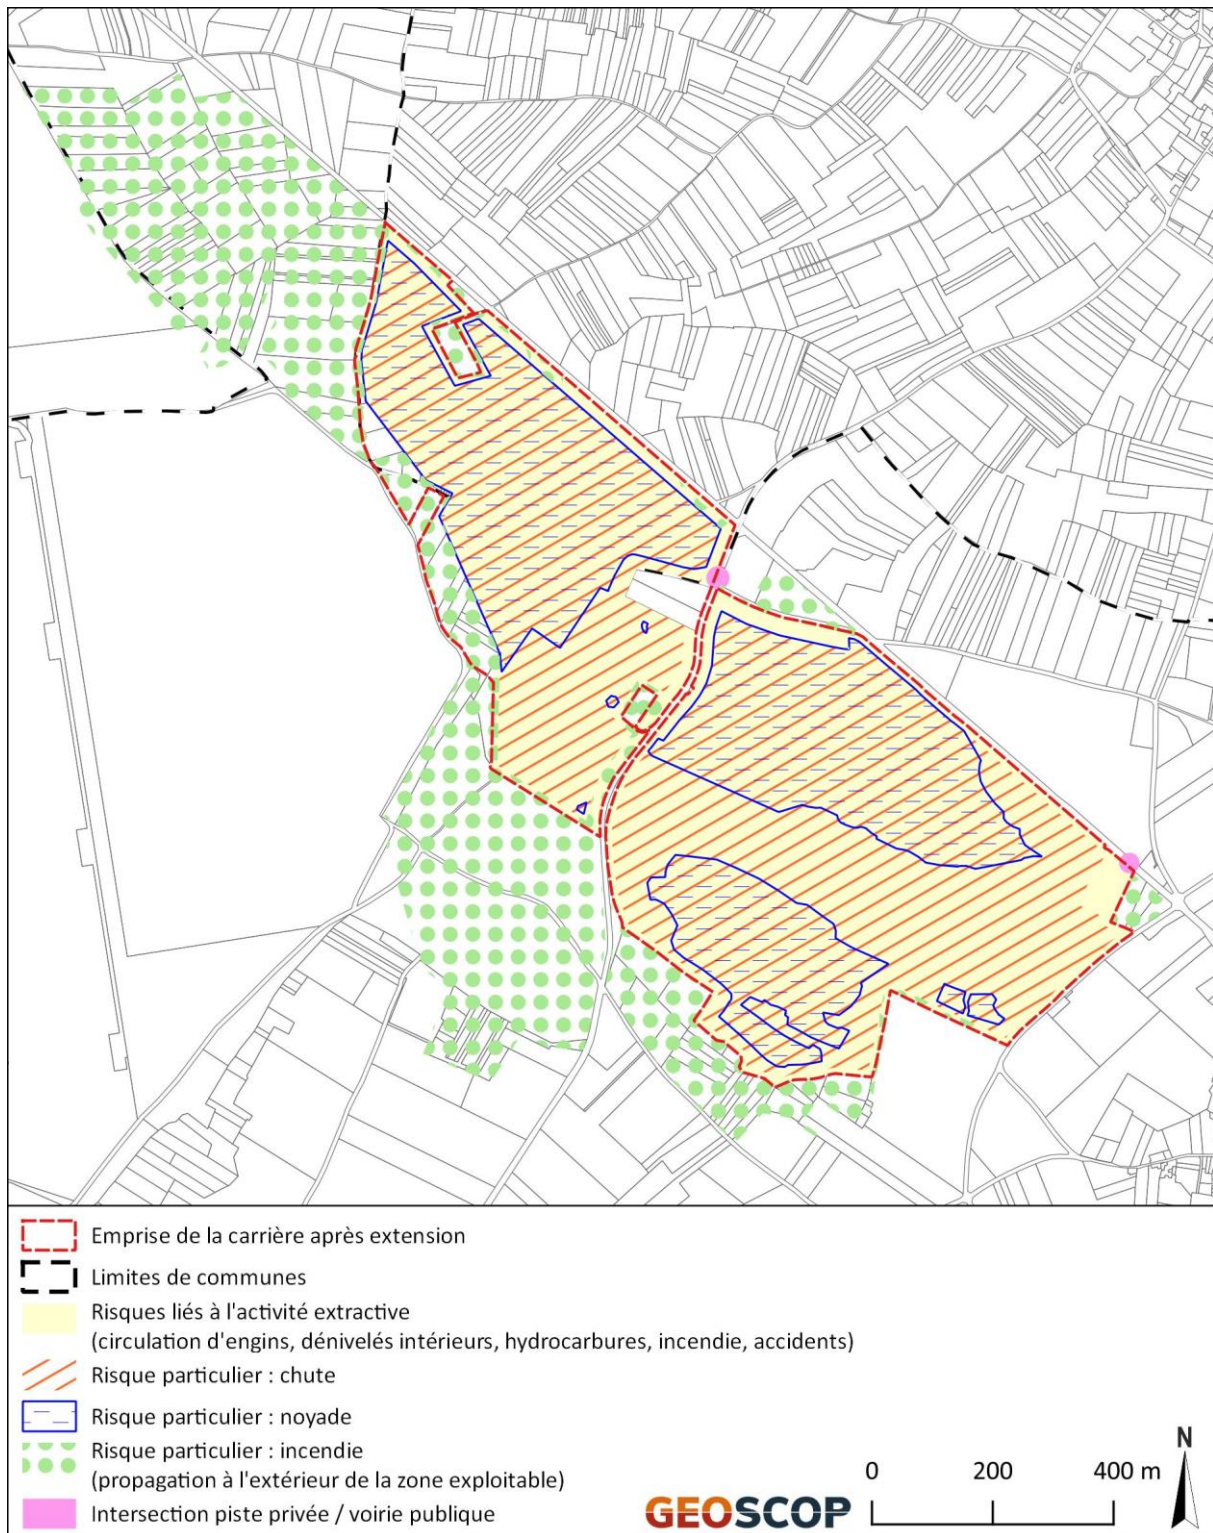 Emprise de la carrière après extension
Limites de communes
Risques liés à l'activité extractive
(circulation d'engins, dénivelés intérieurs, hydrocarbures, incendie, accidents)
Risque particulier : chute
Risque particulier : noyade
Risque particulier : incendie
(propagation à l'extérieur de la zone exploitable)
Intersection piste privée / voirie publique
GEOSCOP
0 200 400 m
N